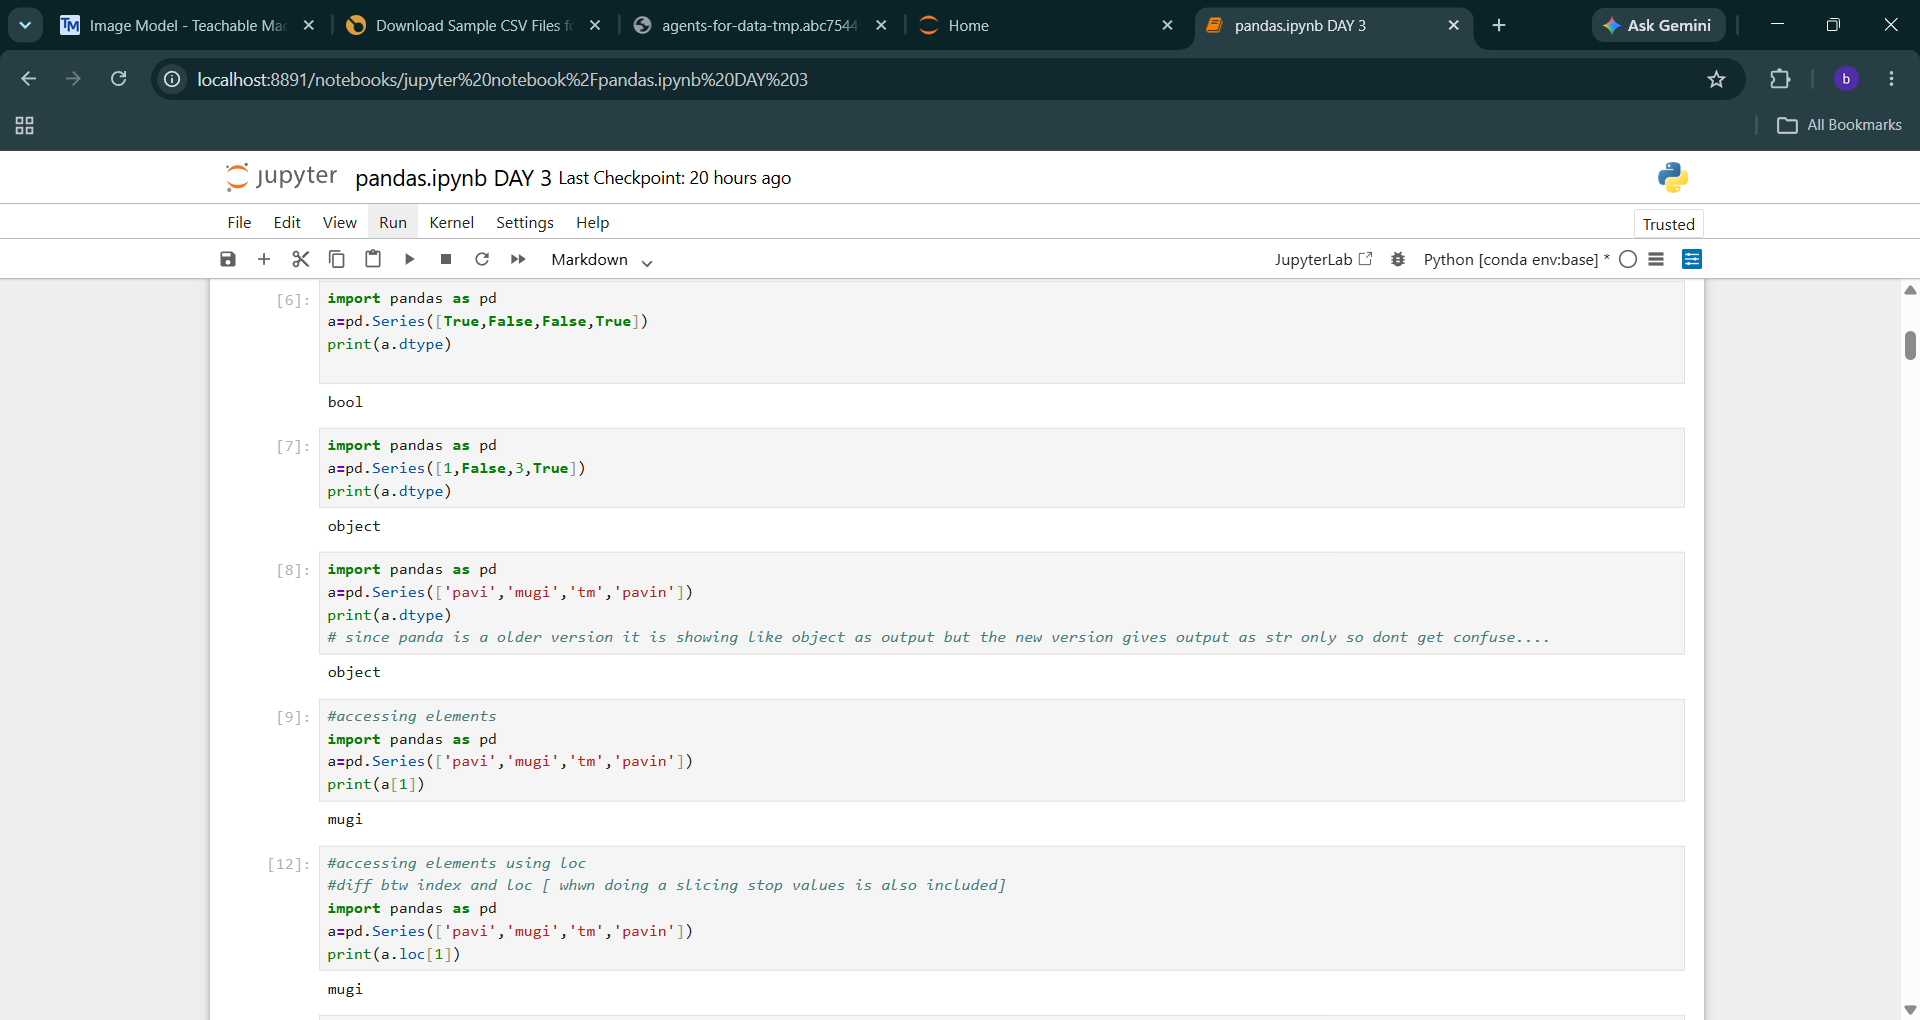 Image Model - Teachable Mac
Download Sample CSV Files fo
agents-for-data-tmp.abc7544
Home
pandas.ipynb DAY 3
Ask Gemini
localhost:8891/notebooks/jupyter%20notebook%2Fpandas.ipynb%20DAY%203
b
All Bookmarks
jupyter pandas.ipynb DAY 3 Last Checkpoint: 20 hours ago
File Edit View Run Kernel Settings Help
Trusted
Markdown
JupyterLab
Python [conda env:base] *
[6]:
import pandas as pd
a=pd.Series([True,False,False,True])
print(a.dtype)
bool
[7]:
import pandas as pd
a=pd.Series([1,False,3,True])
print(a.dtype)
object
[8]:
import pandas as pd
a=pd.Series(['pavi','mugi','tm','pavin'])
print(a.dtype)
# since panda is a older version it is showing like object as output but the new version gives output as str only so dont get confuse....
object
[9]:
#accessing elements
import pandas as pd
a=pd.Series(['pavi','mugi','tm','pavin'])
print(a[1])
mugi
[12]:
#accessing elements using loc
#diff btw index and loc [ whwn doing a slicing stop values is also included]
import pandas as pd
a=pd.Series(['pavi','mugi','tm','pavin'])
print(a.loc[1])
mugi